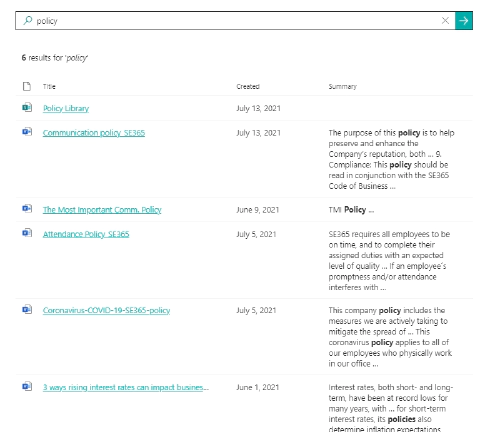 policy
6 results for 'policy'
Title Created Summary
Policy Library July 13, 2021
Communication policy_SE365 July 13, 2021 The purpose of this policy is to help
preserve and enhance the
Company's reputation, both ... 9.
Compliance: This policy should be
read in conjunction with the SE365
Code of Business ...
The Most Important Comm. Policy June 9, 2021 TMI Policy ...
Attendance Policy_SE365 July 5, 2021 SE365 requires all employees to be
on time, and to complete their
assigned duties with an expected
level of quality ... If an employee's
promptness and/or attendance
interferes with ...
Coronavirus-COVID-19-SE365-policy July 5, 2021 This company policy includes the
measures we are actively taking to
mitigate the spread of ... This
coronavirus policy applies to all of
our employees who physically work
in our office ...
3 ways rising interest rates can impact busines... June 1, 2021 Interest rates, both short- and long-
term, have been at record lows for
many years, with ... for short-term
interest rates, its policies also
determine inflation expectations